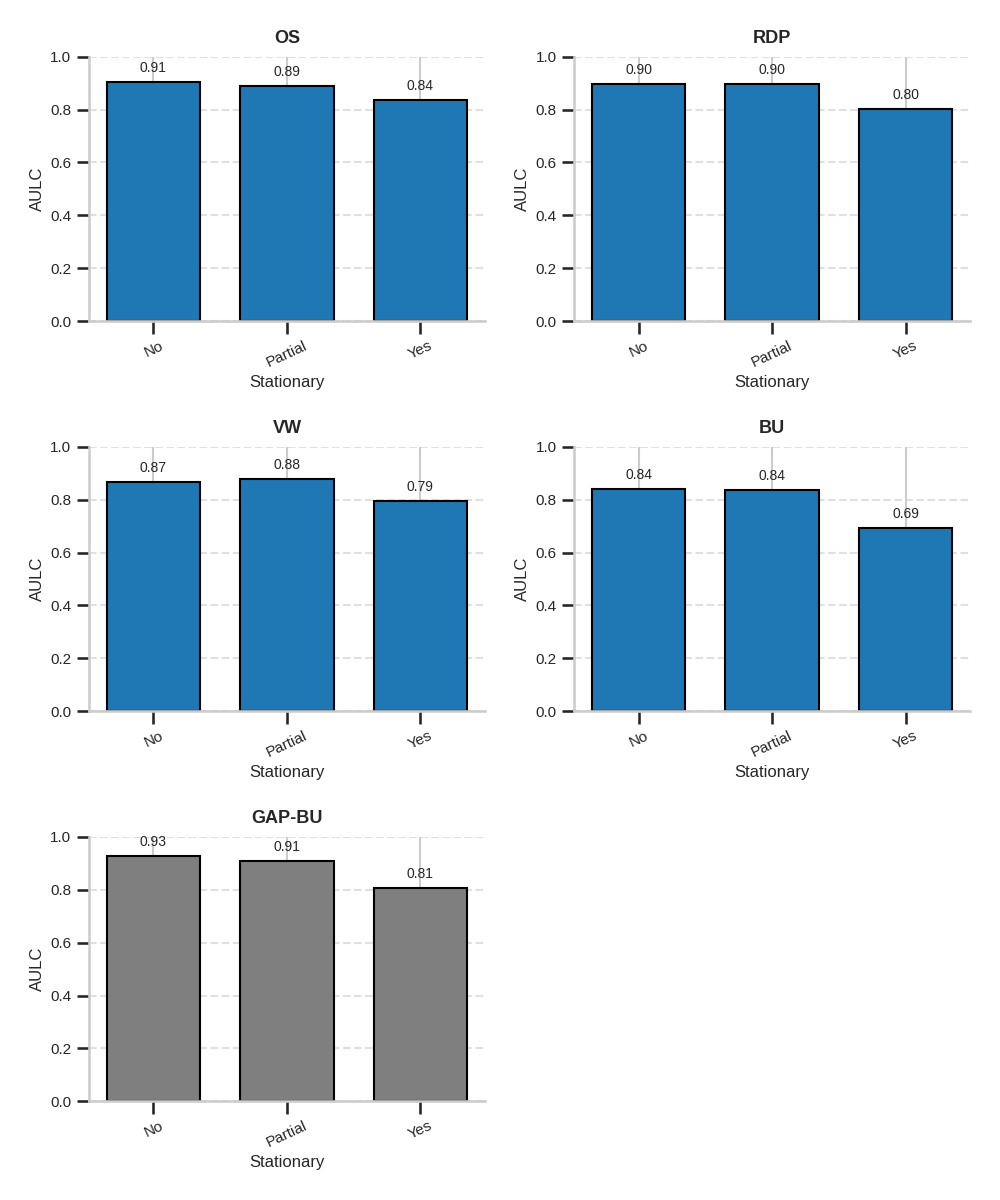 OS
1.0
0.8
0.6
0.4
0.2
0.0
AULC
0.91
0.89
0.84
No
Partial
Yes
Stationary
RDP
1.0
0.8
0.6
0.4
0.2
0.0
AULC
0.90
0.90
0.80
No
Partial
Yes
Stationary
VW
1.0
0.8
0.6
0.4
0.2
0.0
AULC
0.87
0.88
0.79
No
Partial
Yes
Stationary
BU
1.0
0.8
0.6
0.4
0.2
0.0
AULC
0.84
0.84
0.69
No
Partial
Yes
Stationary
GAP-BU
1.0
0.8
0.6
0.4
0.2
0.0
AULC
0.93
0.91
0.81
No
Partial
Yes
Stationary